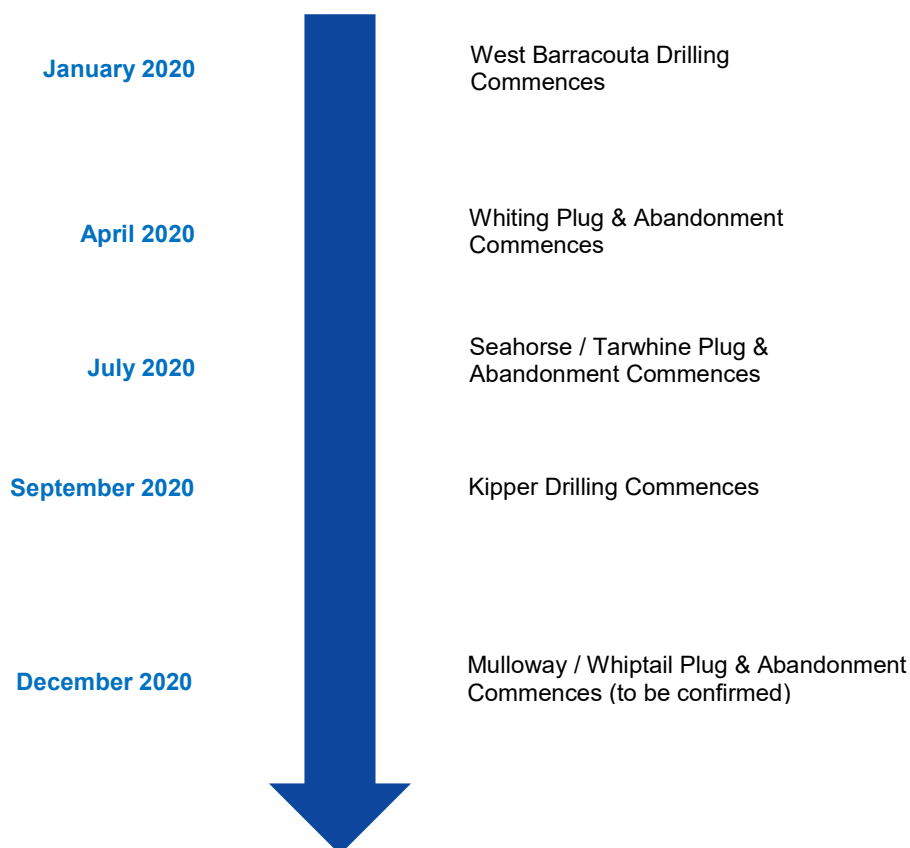 January 2020
West Barracouta Drilling
Commences
April 2020
Whiting Plug & Abandonment
Commences
July 2020
Seahorse / Tarwhine Plug &
Abandonment Commences
September 2020
Kipper Drilling Commences
December 2020
Mulloway / Whiptail Plug & Abandonment
Commences (to be confirmed)